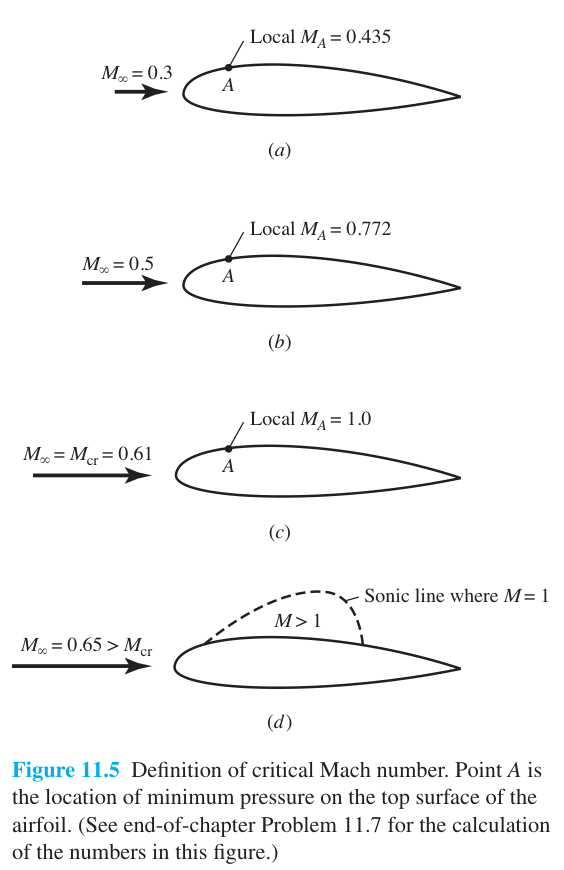 Local M_A = 0.435
M_∞ = 0.3
A
(a)
Local M_A = 0.772
M_∞ = 0.5
A
(b)
Local M_A = 1.0
M_∞ = M_cr = 0.61
A
(c)
Sonic line where M = 1
M > 1
M_∞ = 0.65 > M_cr
(d)
Figure 11.5 Definition of critical Mach number. Point A is
the location of minimum pressure on the top surface of the
airfoil. (See end-of-chapter Problem 11.7 for the calculation
of the numbers in this figure.)